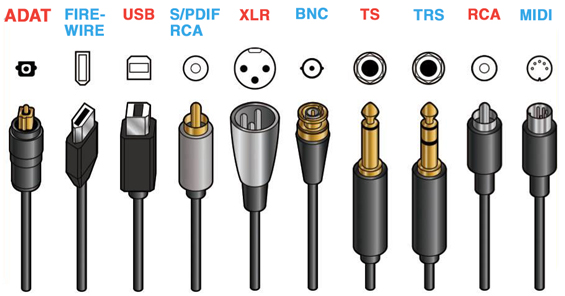 ADAT
FIRE-
WIRE
USB
S/PDIF
RCA
XLR
BNC
TS
TRS
RCA
MIDI